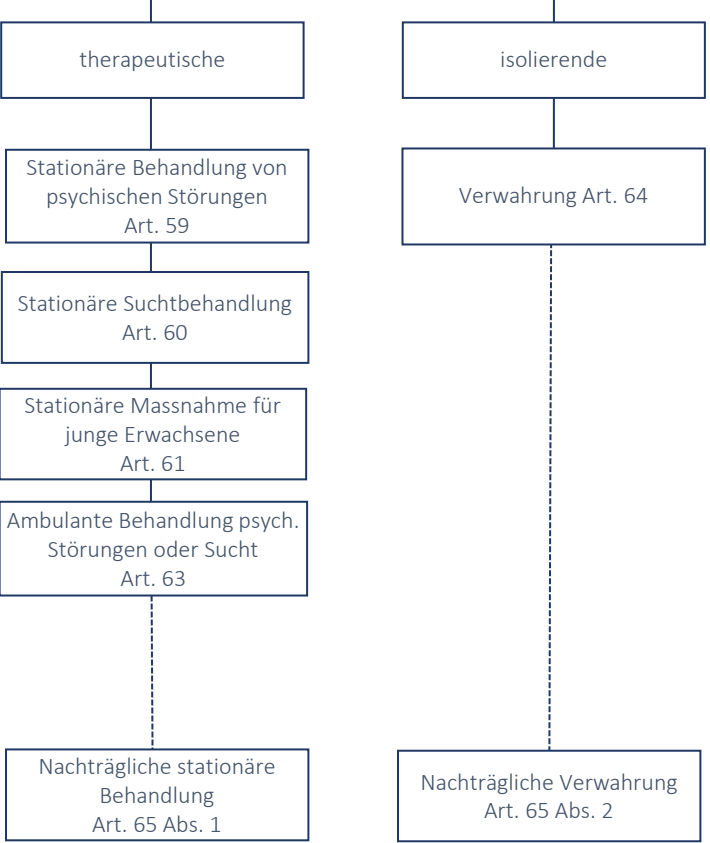 therapeutische
isolierende
Stationäre Behandlung von
psychischen Störungen
Art. 59
Verwahrung Art. 64
Stationäre Suchtbehandlung
Art. 60
Stationäre Massnahme für
junge Erwachsene
Art. 61
Ambulante Behandlung psych.
Störungen oder Sucht
Art. 63
Nachträgliche stationäre
Behandlung
Art. 65 Abs. 1
Nachträgliche Verwahrung
Art. 65 Abs. 2